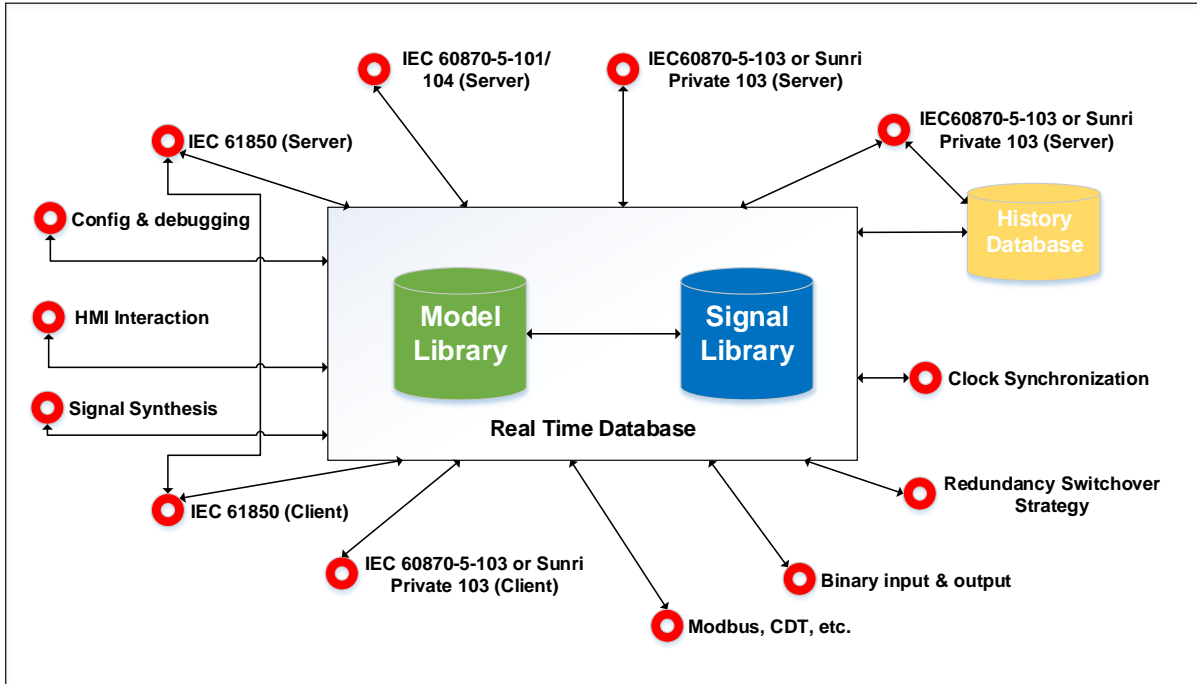 IEC 60870-5-101/
104 (Server)
IEC60870-5-103 or Sunri
Private 103 (Server)
IEC60870-5-103 or Sunri
Private 103 (Server)
IEC 61850 (Server)
Config & debugging
History
Database
HMI Interaction
Model
Library
Signal
Library
Clock Synchronization
Signal Synthesis
Real Time Database
Redundancy Switchover
Strategy
IEC 61850 (Client)
IEC 60870-5-103 or Sunri
Private 103 (Client)
Binary input & output
Modbus, CDT, etc.